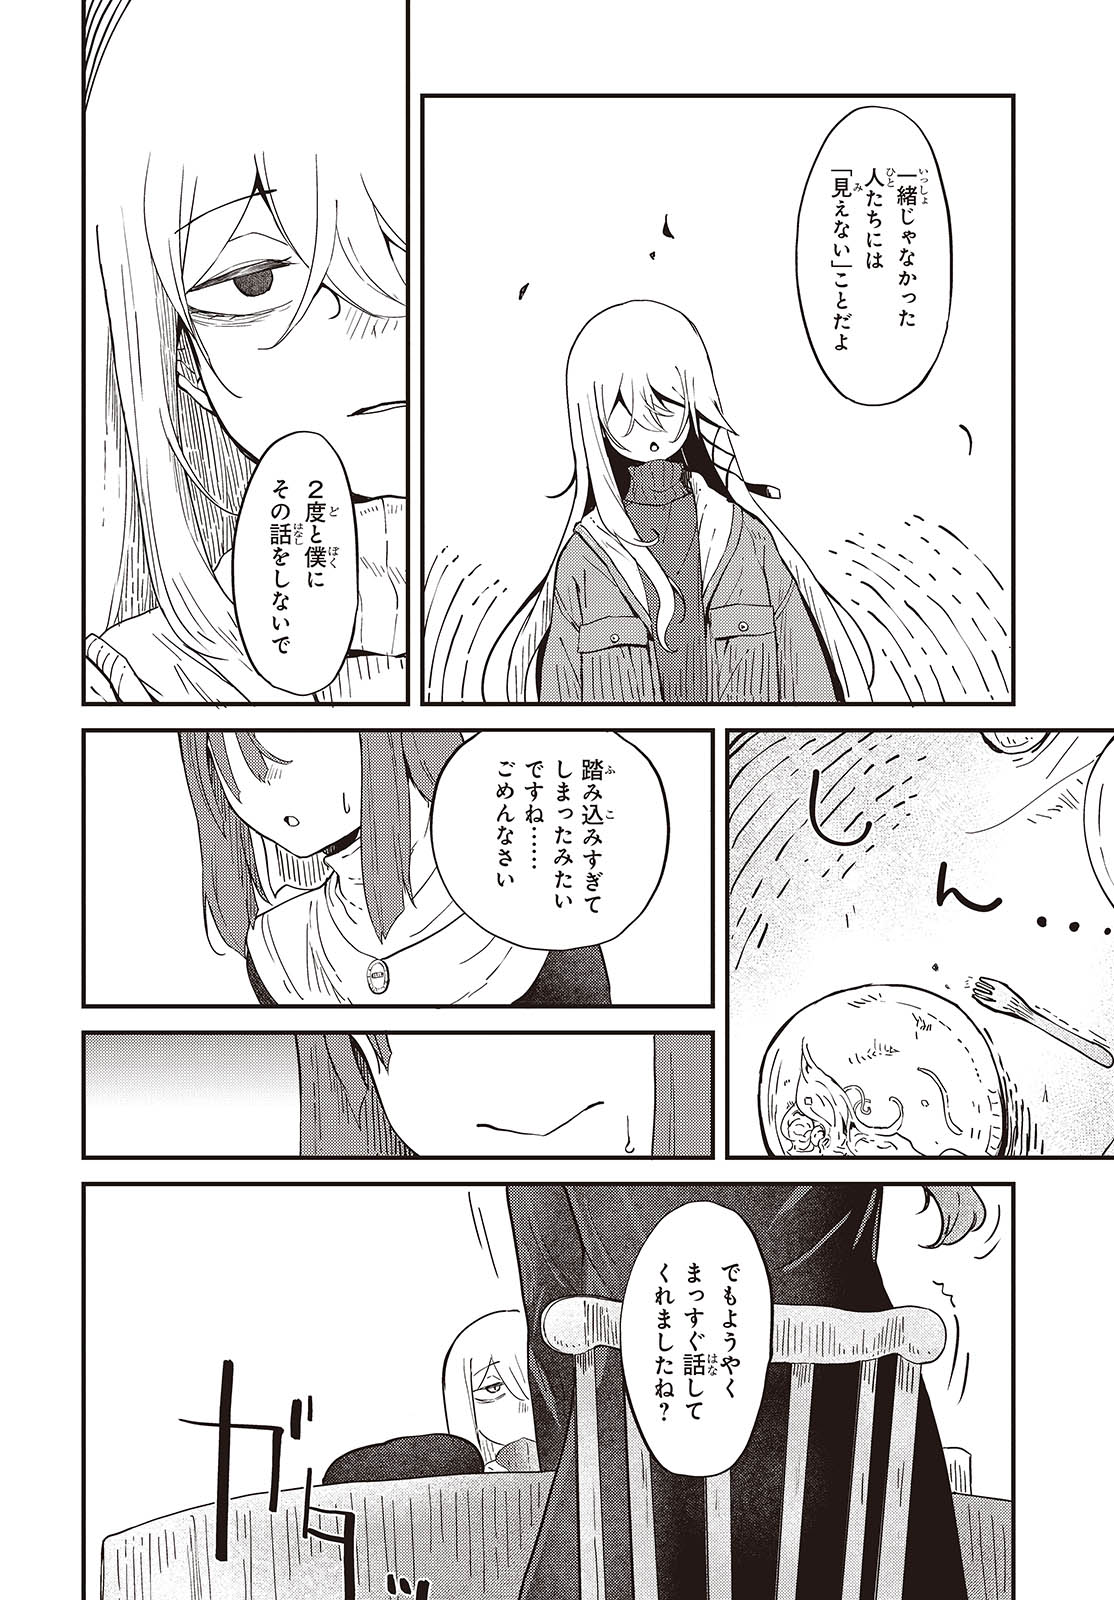 一緒じゃなかった
人たちには
「見えない」ことだよ
2度と僕に
その話をしないで
しん…
踏み込みすぎて
しまったみたい
ですね……
ごめんなさい
でもようやく
まっすぐ話して
くれましたね？
ガタッ